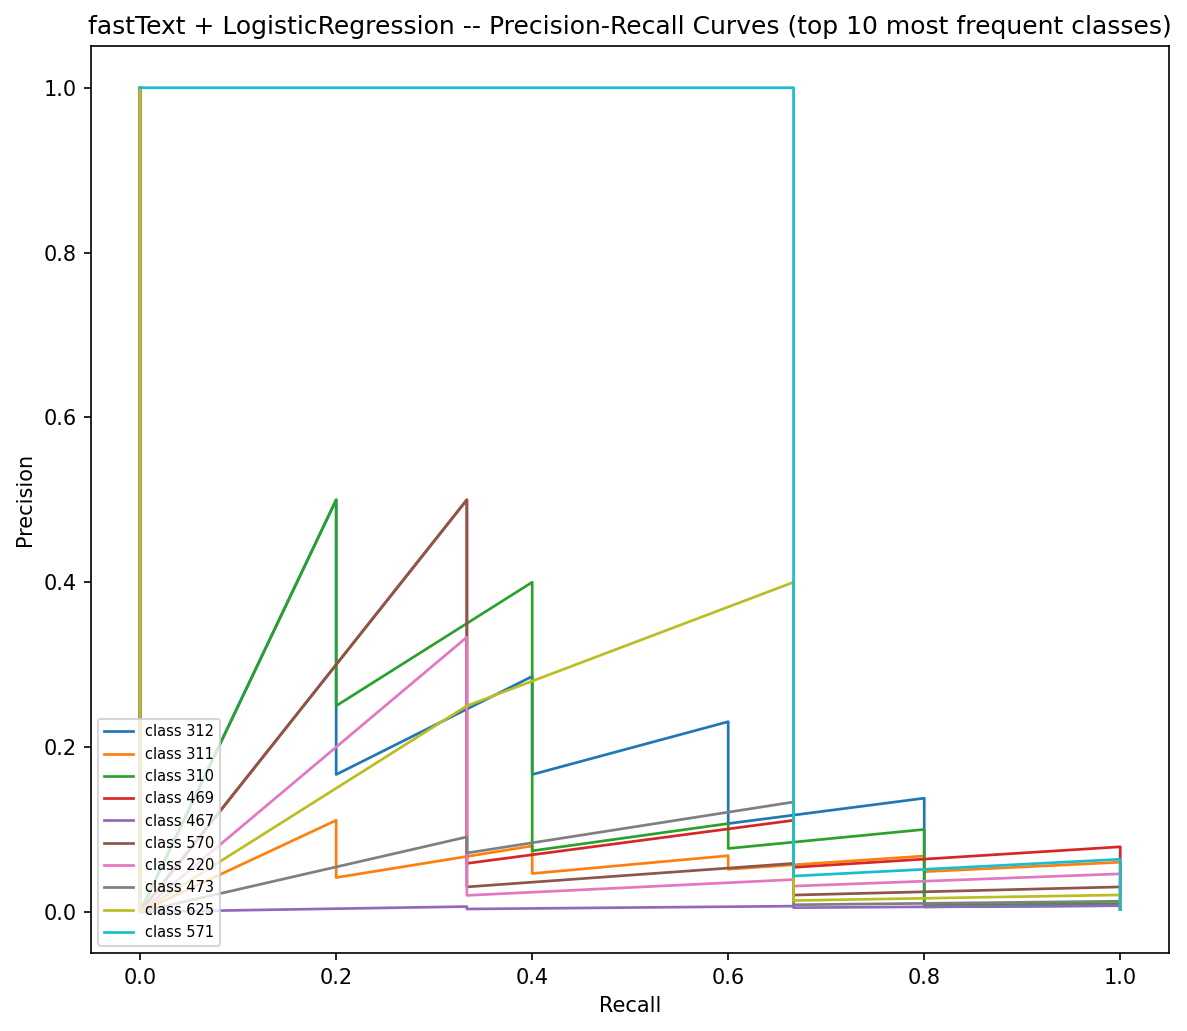 fastText + LogisticRegression -- Precision-Recall Curves (top 10 most frequent classes)
1.0
0.8
0.6
0.4
0.2
0.0
Precision
class 312
class 311
class 310
class 469
class 467
class 570
class 220
class 473
class 625
class 571
0.0 0.2 0.4 0.6 0.8 1.0
Recall